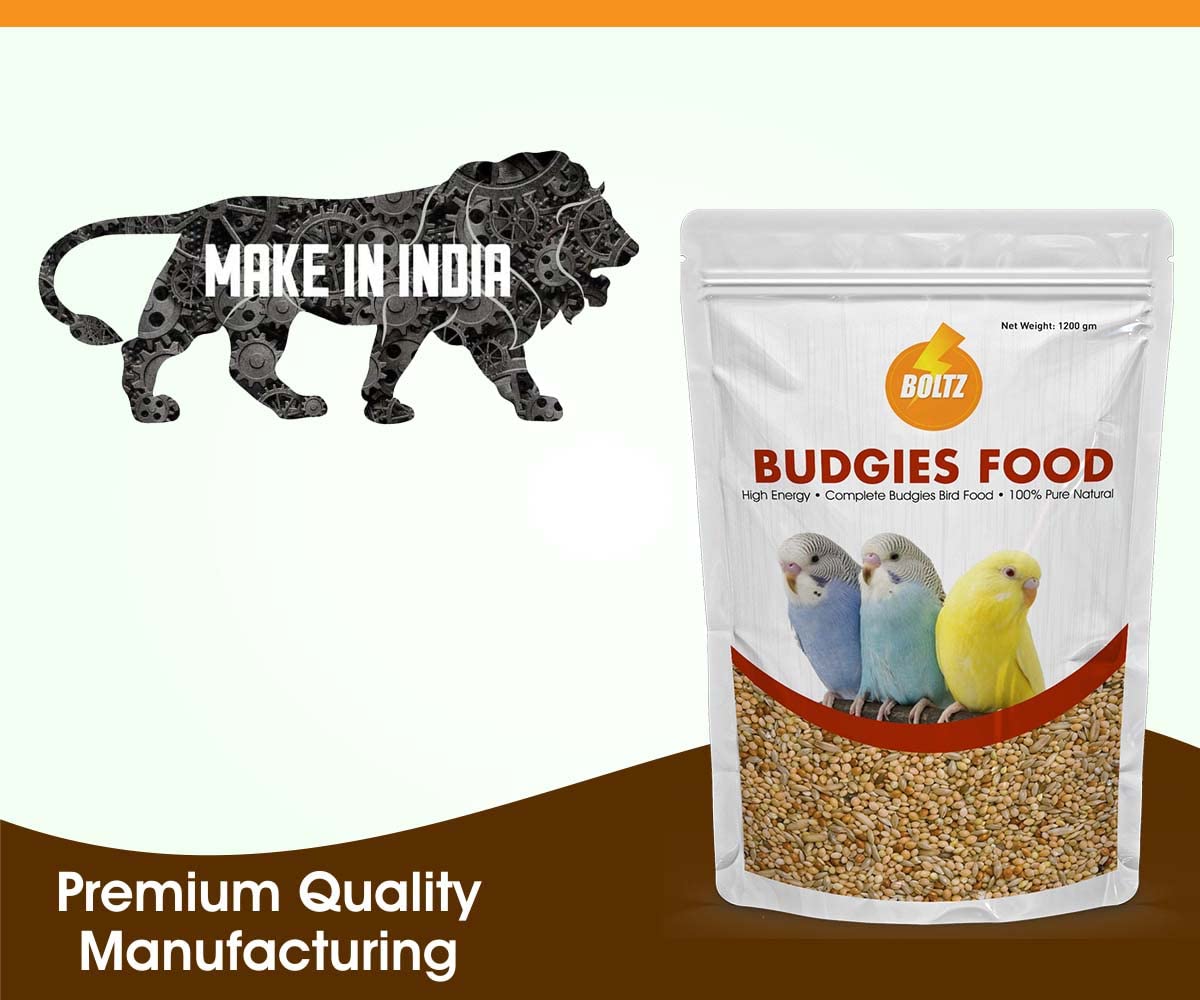 MAKE IN INDIA
Net Weight: 1200 gm
BOLTZ
BUDGIES FOOD
High Energy • Complete Budgies Bird Food • 100% Pure Natural
Premium Quality
Manufacturing